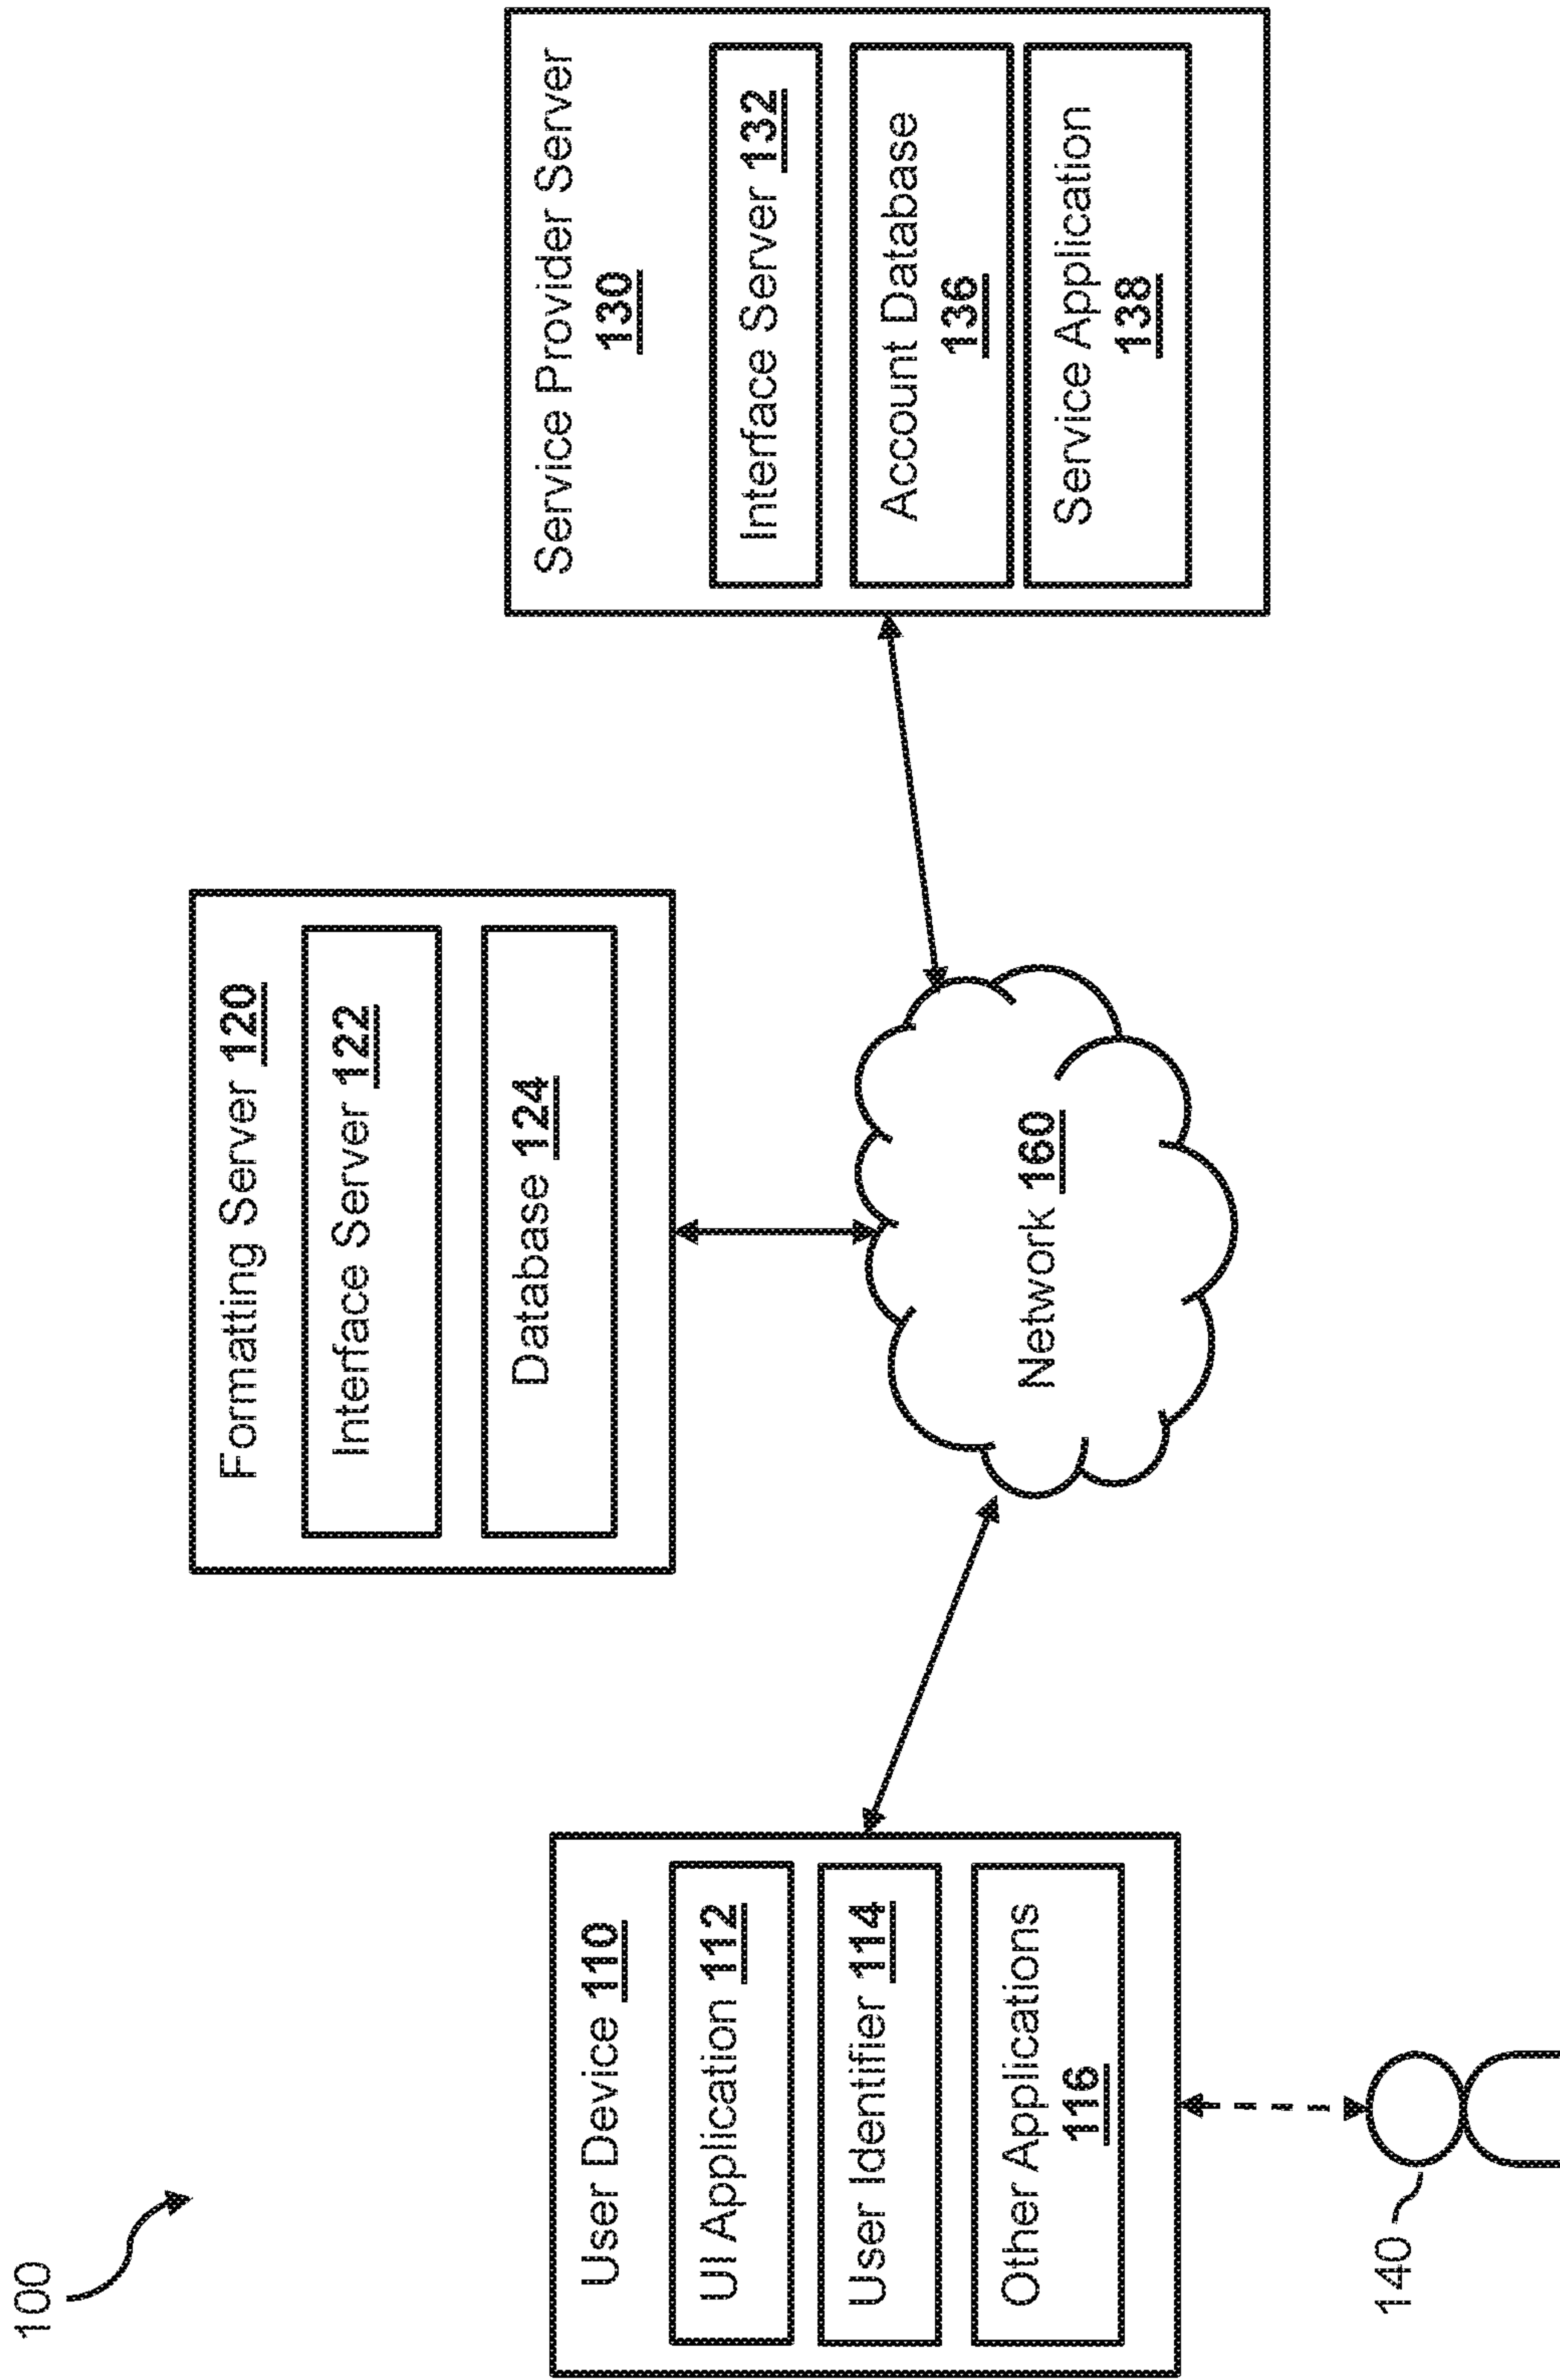 100
Formatting Server 120
Interface Server 122
Database 124
User Device 110
UI Application 112
User Identifier 114
Other Applications
116
Network 160
Service Provider Server
130
Interface Server 132
Account Database
136
Service Application
138
140